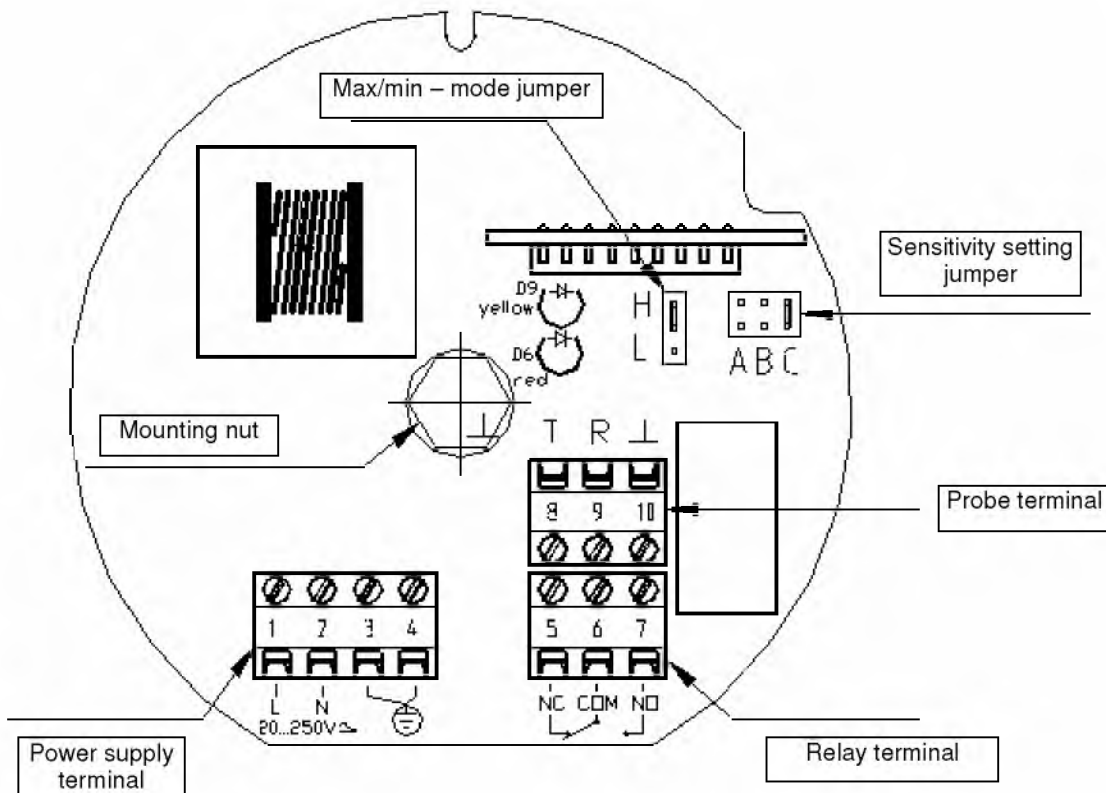 Max/min – mode jumper
Sensitivity setting
jumper
D9
yellow
H
L
D6
red
A B C
Mounting nut
T R
Probe terminal
8 9 10
1 2 3 4
5 6 7
L N
20...250V
NC COM NO
Power supply
terminal
Relay terminal